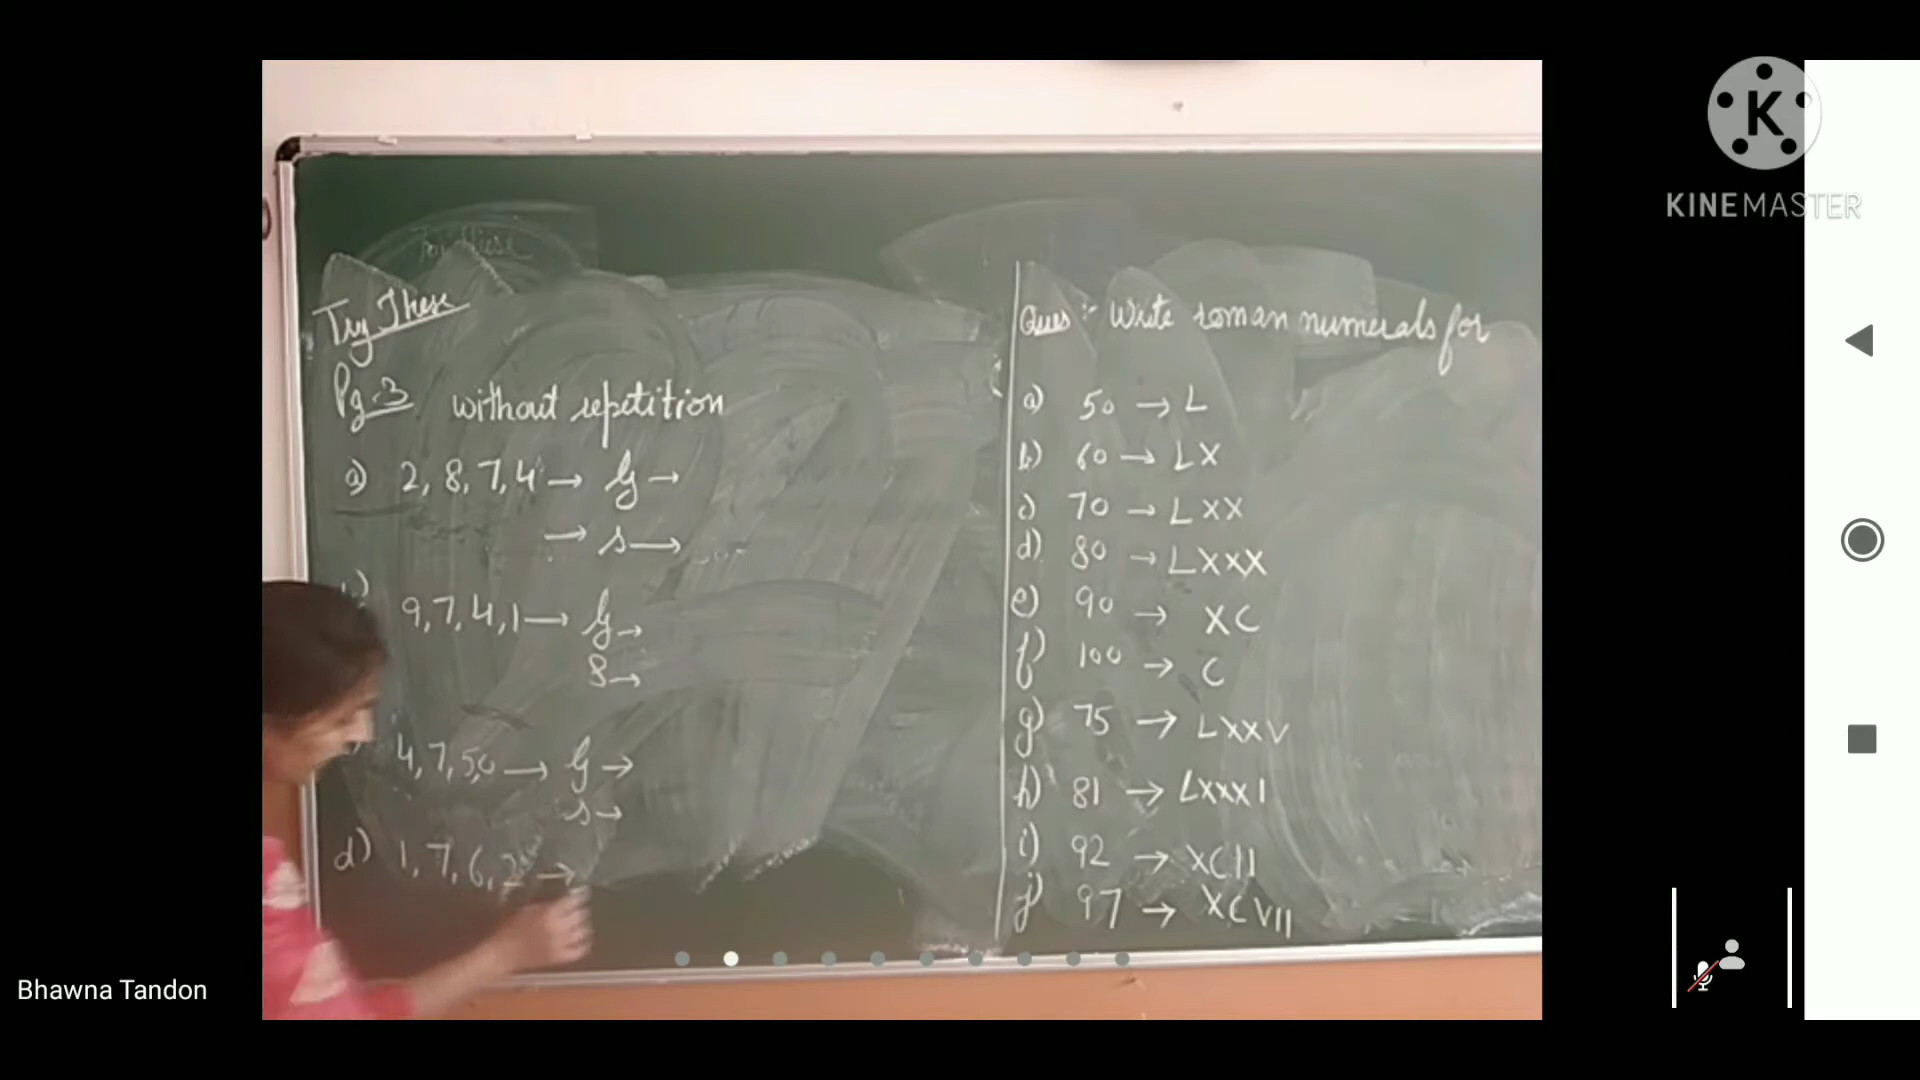 Try These
Pg-3 without repetition
a) 2, 8, 7, 4 → G →
→ S →
9, 7, 4, 1 → G →
S →
4, 7, 5, 0 → G →
S →
d) 1, 7, 6, 2 →
Ques :- Write roman numerals for
a) 50 → L
b) 60 → LX
c) 70 → LXX
d) 80 → LXXX
e) 90 → XC
f) 100 → C
g) 75 → LXXV
h) 81 → LXXXI
i) 92 → XCII
j) 97 → XCVII
K
KINEMASTER
Bhawna Tandon